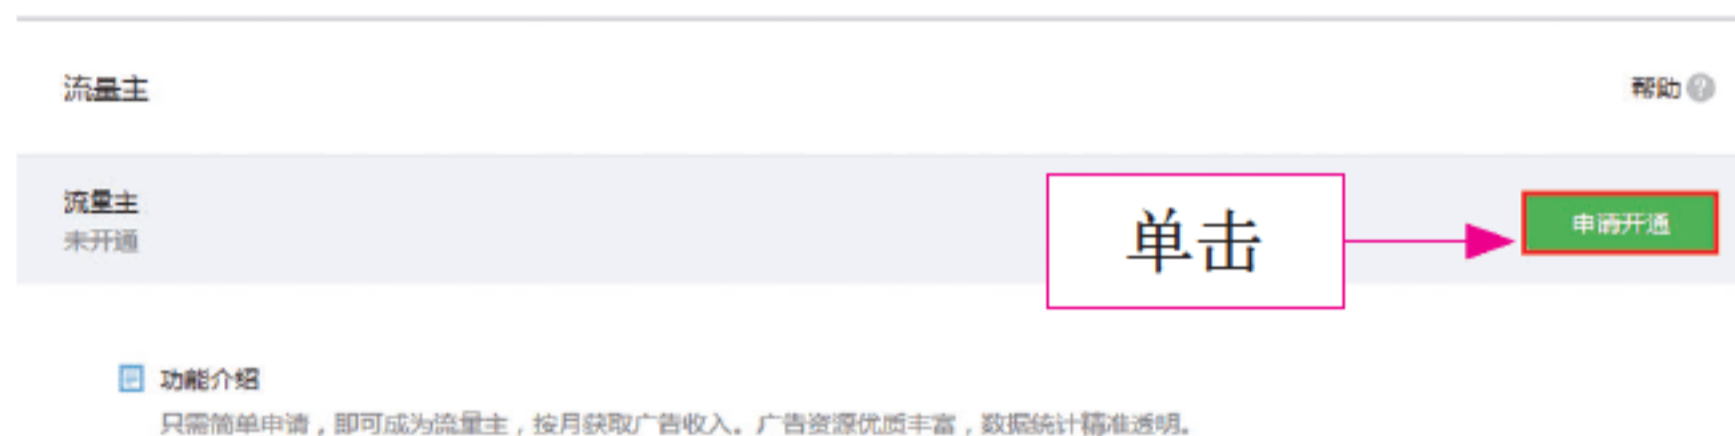 流量主
帮助 ?
流量主
未开通
单击
申请开通
功能介绍
只需简单申请，即可成为流量主，按月获取广告收入。广告资源优质丰富，数据统计精准透明。